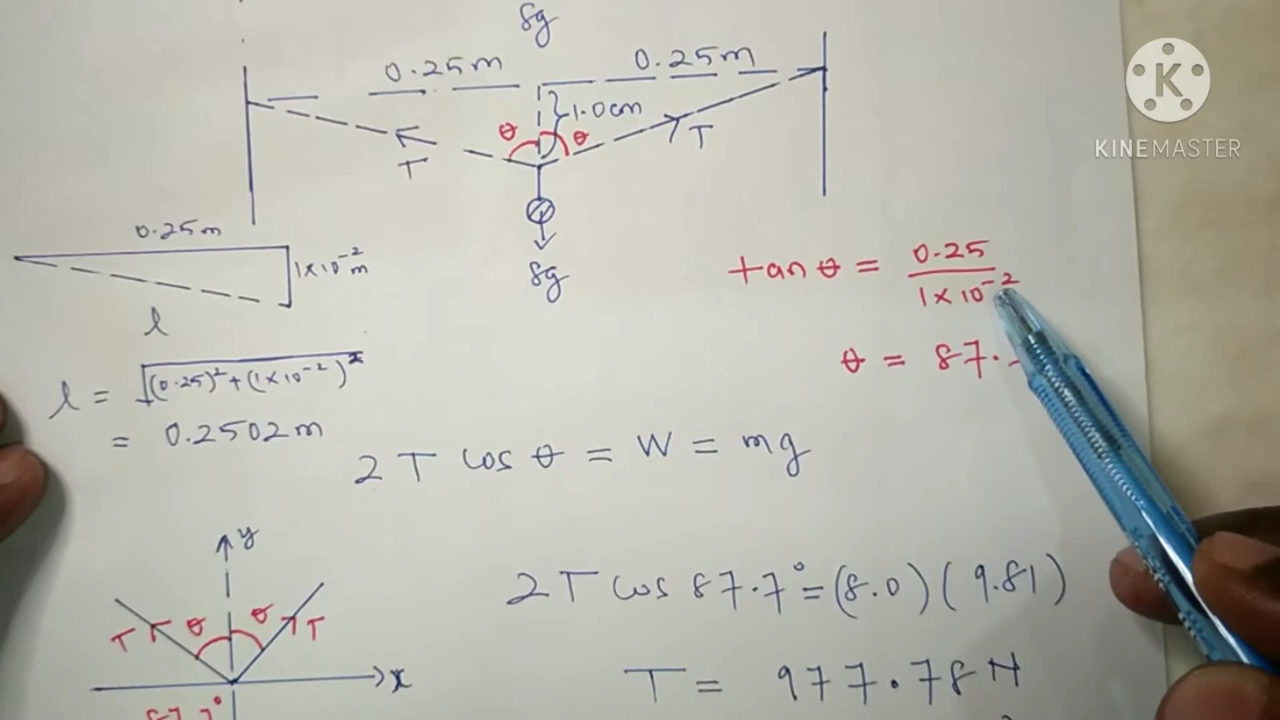 8g
0.25m 0.25m
1.0cm
θ θ
T T
8g
0.25m
1×10⁻² m
l
l = √(0.25)² + (1×10⁻²)²
= 0.2502m
tan θ = 0.25 / 1×10⁻²
θ = 87.
2T cos θ = W = mg
2T cos 87.7° = (8.0)(9.81)
T = 977.78N
y
T θ θ T
x
K
KINEMASTER